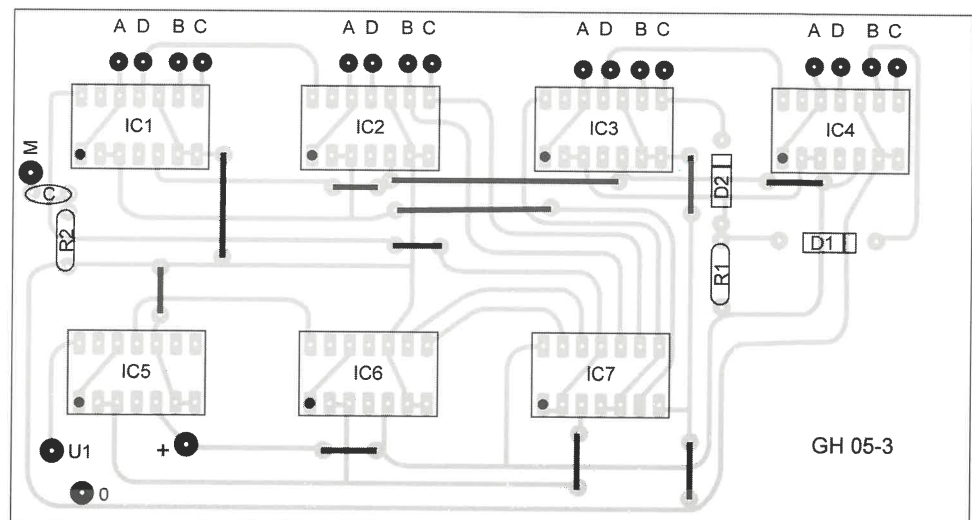 A D B C A D B C A D B C A D B C
IC1 IC2 IC3 IC4
M
C
D2
R2
D1
R1
IC5 IC6 IC7
U1
+
GH 05-3
0